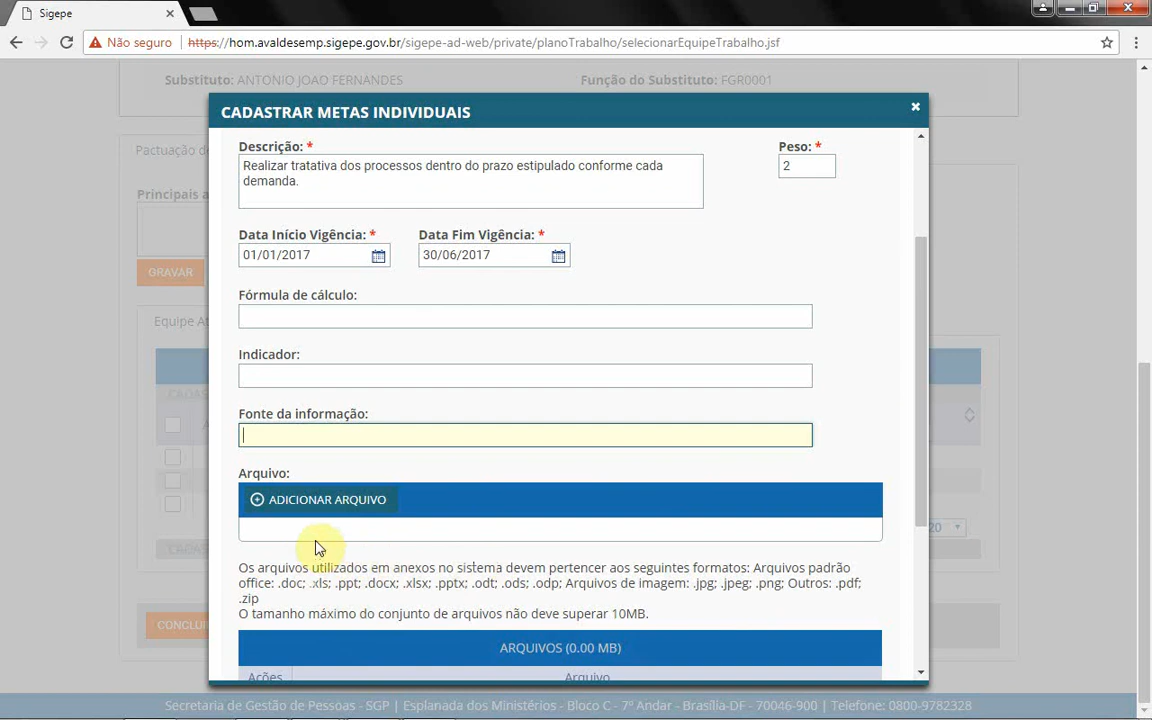 Sigepe
Não seguro https://hom.avaldesemp.sigepe.gov.br/sigepe-ad-web/private/planoTrabalho/selecionarEquipeTrabalho.jsf
Substituto: ANTONIO JOAO FERNANDES Função do Substituto: FGR0001
CADASTRAR METAS INDIVIDUAIS
Pactuação d
Principais a
GRAVAR
Equipe At
Descrição: * Peso: *
Realizar tratativa dos processos dentro do prazo estipulado conforme cada
demanda.
2
Data Início Vigência: * Data Fim Vigência: *
01/01/2017 30/06/2017
Fórmula de cálculo:
Indicador:
Fonte da informação:
Arquivo:
ADICIONAR ARQUIVO
20
Os arquivos utilizados em anexos no sistema devem pertencer aos seguintes formatos: Arquivos padrão
office: .doc; .xls; .ppt; .docx; .xlsx; .pptx; .odt; .ods; .odp; Arquivos de imagem: .jpg; .jpeg; .png; Outros: .pdf;
.zip
O tamanho máximo do conjunto de arquivos não deve superar 10MB.
CONCLUI
ARQUIVOS (0.00 MB)
Ações Arquivo
Secretaria de Gestão de Pessoas - SGP | Esplanada dos Ministérios - Bloco C - 7º Andar - Brasília-DF - 70046-900 | Telefone: 0800-9782328